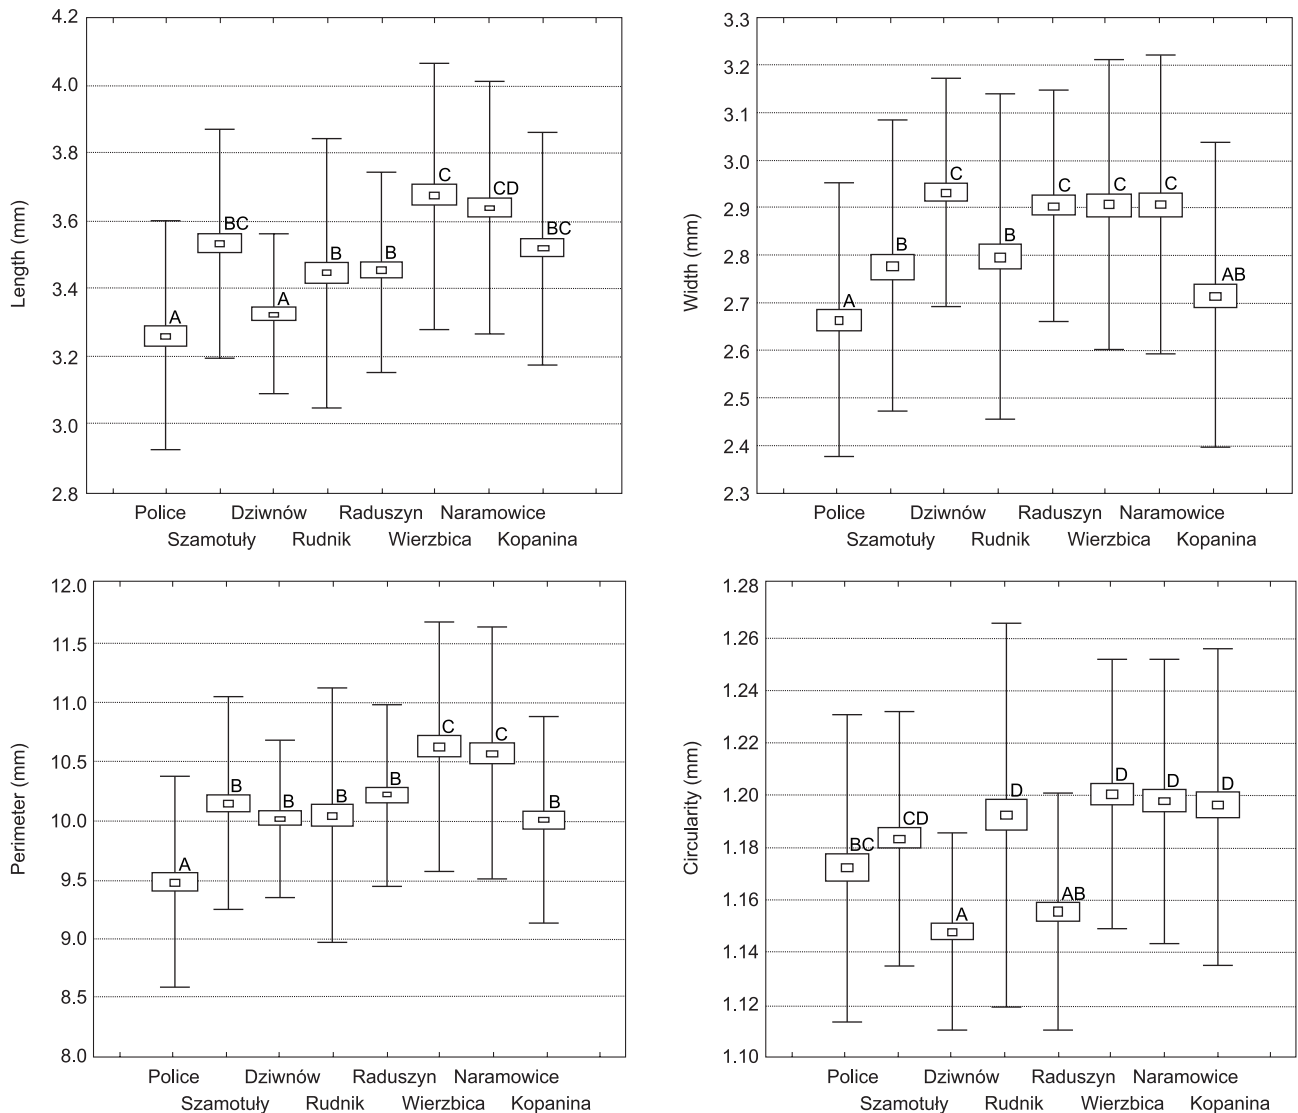 Length (mm)
4.2
4.0
3.8
3.6
3.4
3.2
3.0
2.8
A
BC
A
B
B
C
CD
BC
Police Dziwnów Raduszyn Naramowice
Szamotuły Rudnik Wierzbica Kopanina
Width (mm)
3.3
3.2
3.1
3.0
2.9
2.8
2.7
2.6
2.5
2.4
2.3
A
B
C
B
C
C
C
AB
Police Dziwnów Raduszyn Naramowice
Szamotuły Rudnik Wierzbica Kopanina
Perimeter (mm)
12.0
11.5
11.0
10.5
10.0
9.5
9.0
8.5
8.0
A
B
B
B
B
C
C
B
Police Dziwnów Raduszyn Naramowice
Szamotuły Rudnik Wierzbica Kopanina
Circularity (mm)
1.28
1.26
1.24
1.22
1.20
1.18
1.16
1.14
1.12
1.10
BC
CD
A
D
AB
D
D
D
Police Dziwnów Raduszyn Naramowice
Szamotuły Rudnik Wierzbica Kopanina